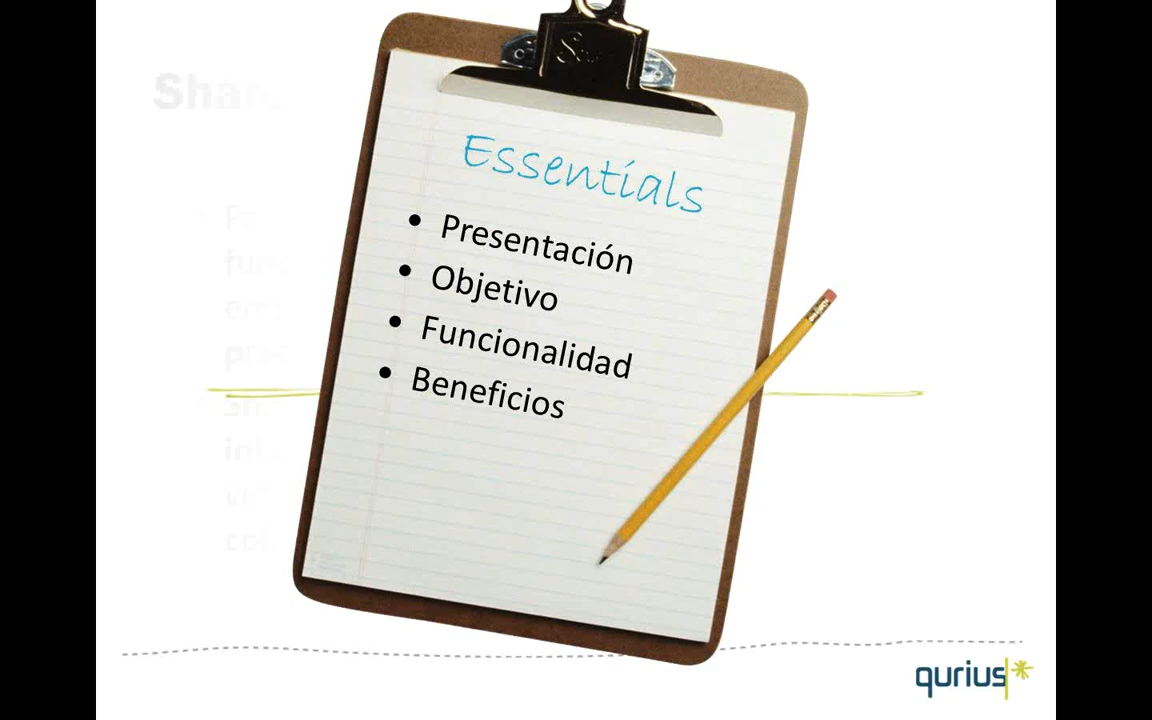 Essentials
• Presentación
• Objetivo
• Funcionalidad
• Beneficios
qurius